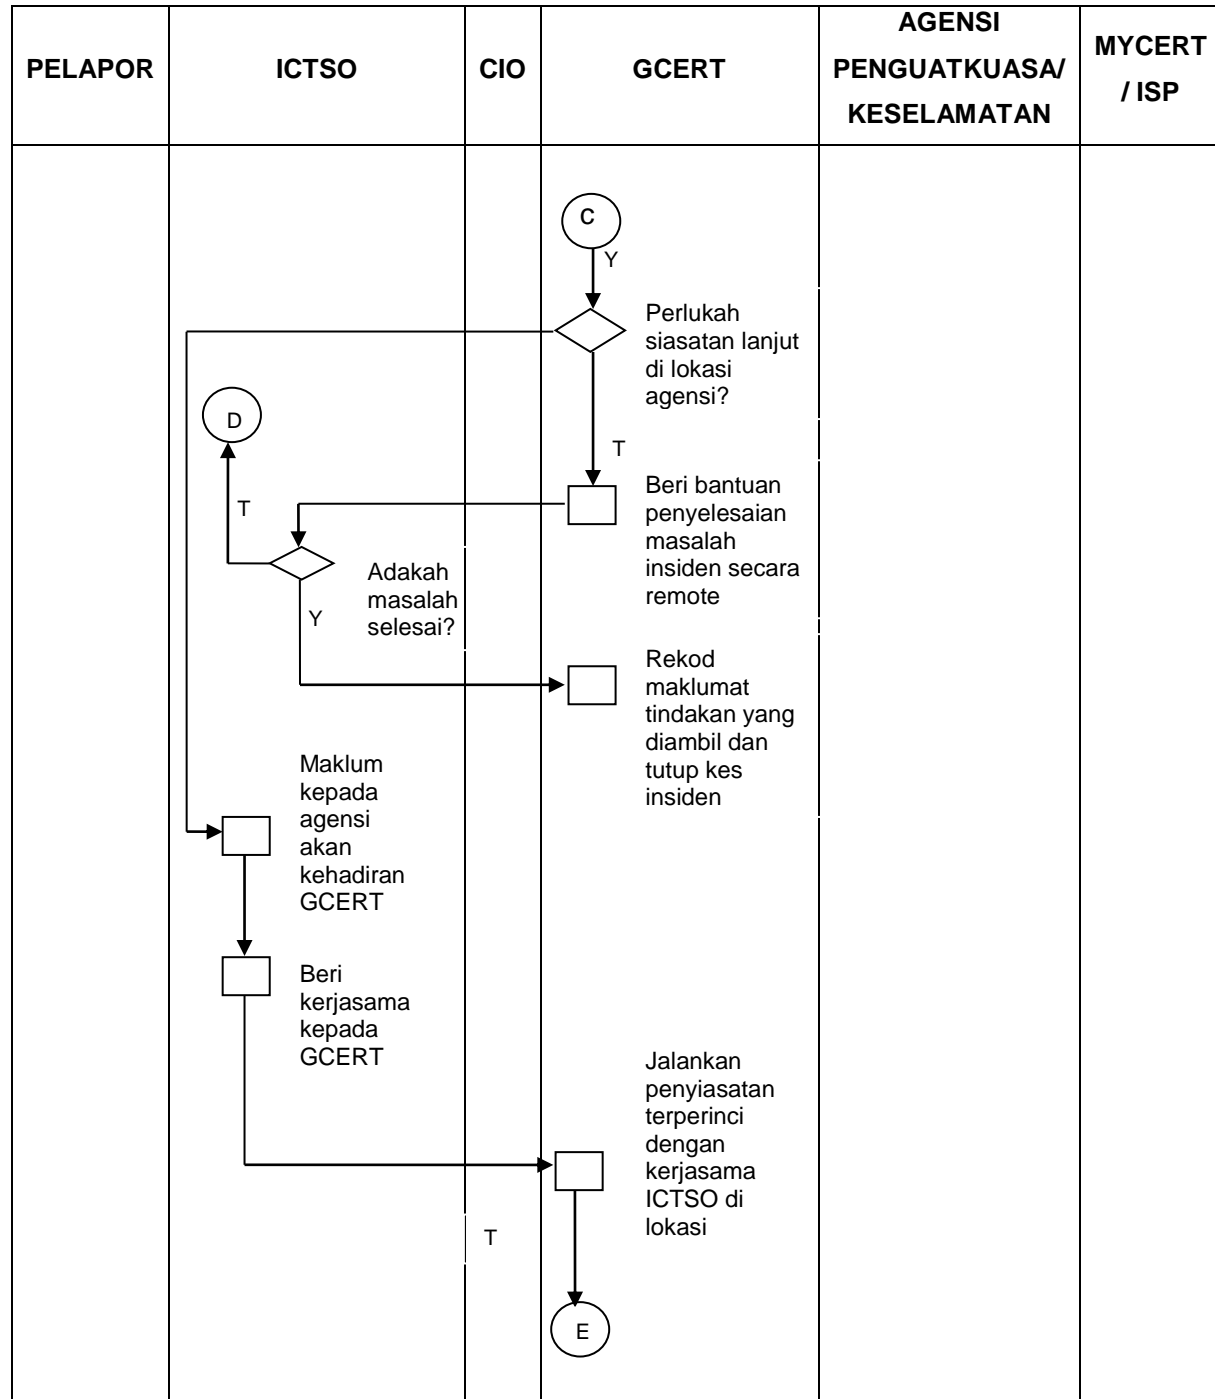 PELAPOR
ICTSO
CIO
GCERT
AGENSI
PENGUATKUASA/
KESELAMATAN
MYCERT
/ ISP
C
Y
Perlukah
siasatan lanjut
di lokasi
agensi?
D
T
T
Beri bantuan
penyelesaian
masalah
insiden secara
remote
Adakah
masalah
selesai?
Y
Rekod
maklumat
tindakan yang
diambil dan
tutup kes
insiden
Maklum
kepada
agensi
akan
kehadiran
GCERT
Beri
kerjasama
kepada
GCERT
Jalankan
penyiasatan
terperinci
dengan
kerjasama
ICTSO di
lokasi
T
E